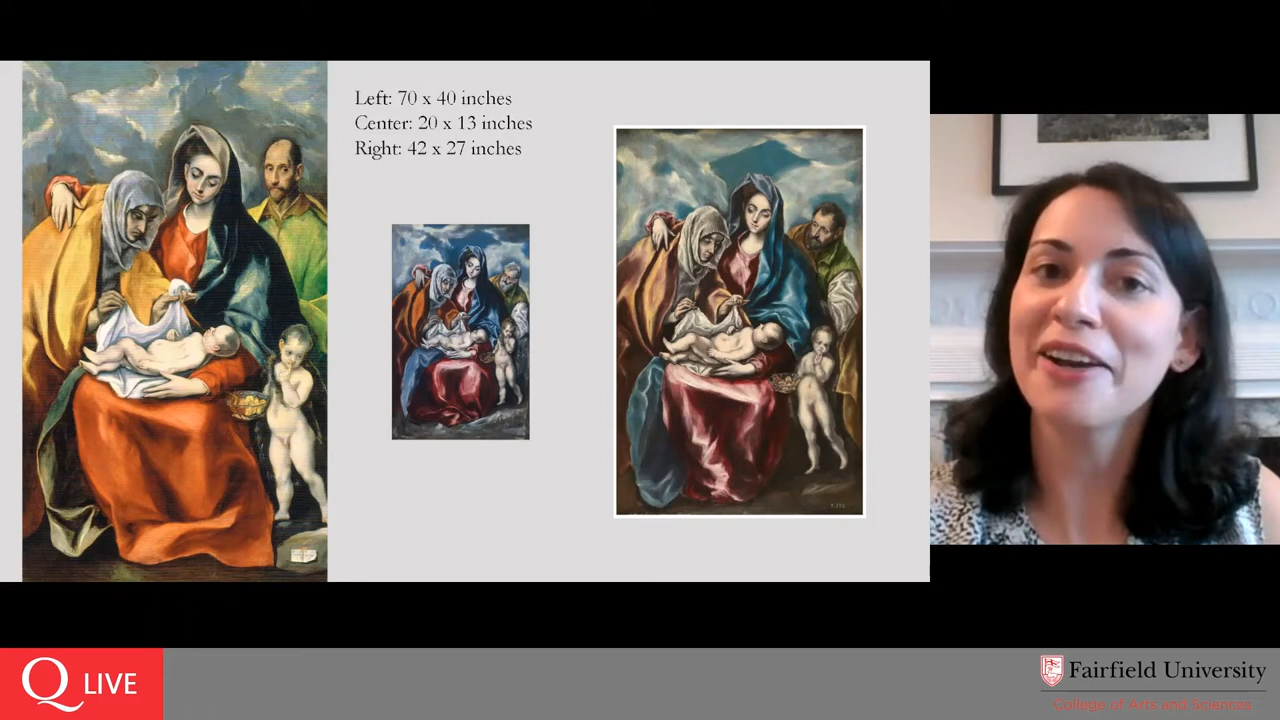 Left: 70 x 40 inches
Center: 20 x 13 inches
Right: 42 x 27 inches
Q LIVE
Fairfield University
College of Arts and Sciences